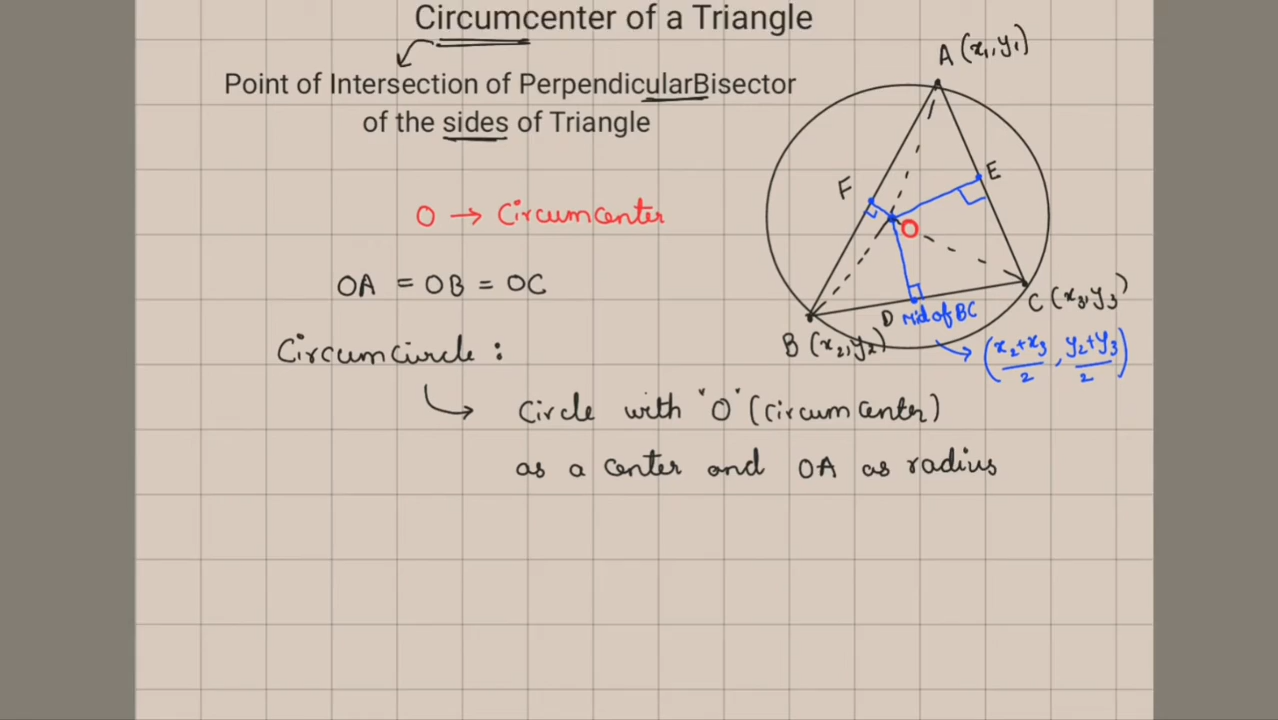 Circumcenter of a Triangle
Point of Intersection of PerpendicularBisector
of the sides of Triangle
O → Circumcenter
OA = OB = OC
Circumcircle :
Circle with "O" (circumcenter)
as a center and OA as radius
A (x₁, y₁)
F
E
O
D Mid of BC
C (x₃, y₃)
B (x₂, y₂)
(x₂+x₃/2, y₂+y₃/2)